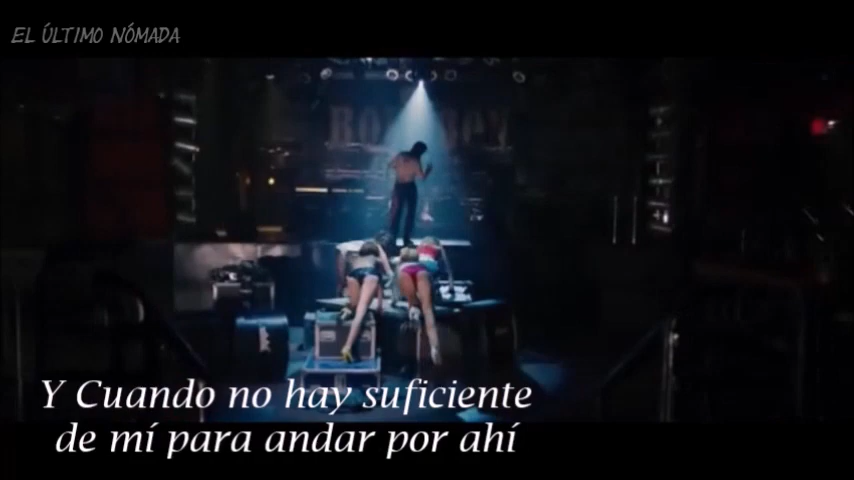 EL ÚLTIMO NÓMADA
Y Cuando no hay suficiente
de mí para andar por ahí